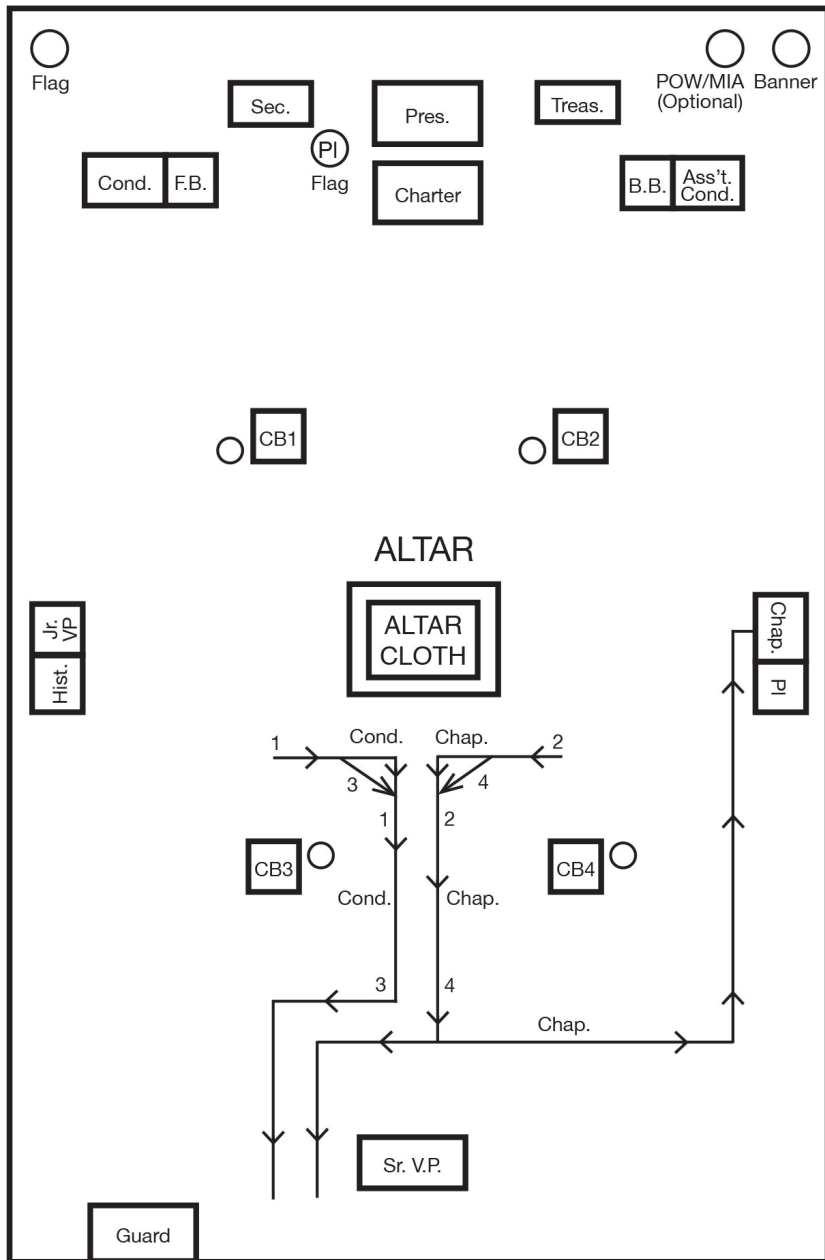 Flag
POW/MIA
(Optional)
Banner
Sec.
Pres.
Treas.
PI
Flag
Cond.
F.B.
Charter
B.B.
Ass't.
Cond.
CB1
CB2
ALTAR
ALTAR
CLOTH
Jr.
VP
Hist.
Chap.
PI
1
Cond.
Chap.
2
3
4
1
2
CB3
CB4
Cond.
Chap.
3
4
Chap.
Sr. V.P.
Guard